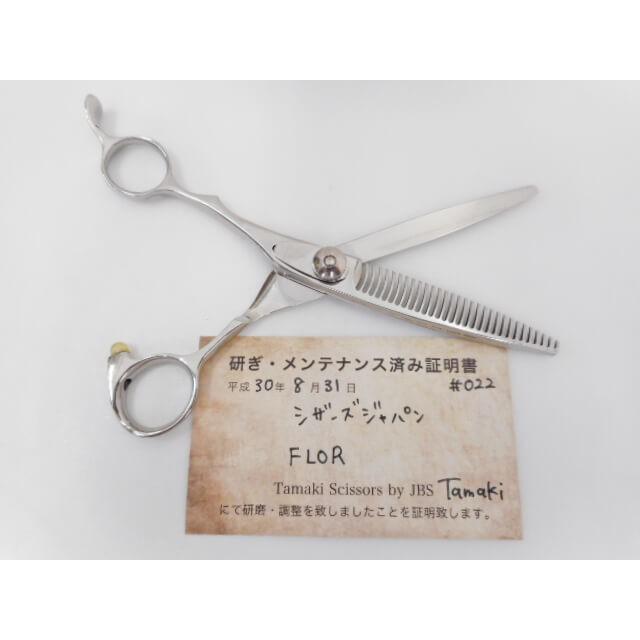 研ぎ・メンテナンス済み証明書
平成30年 8月31日 #022
シザーズジャパン
FLOR
Tamaki Scissors by JBS Tamaki
にて研磨・調整を致しましたことを証明致します。